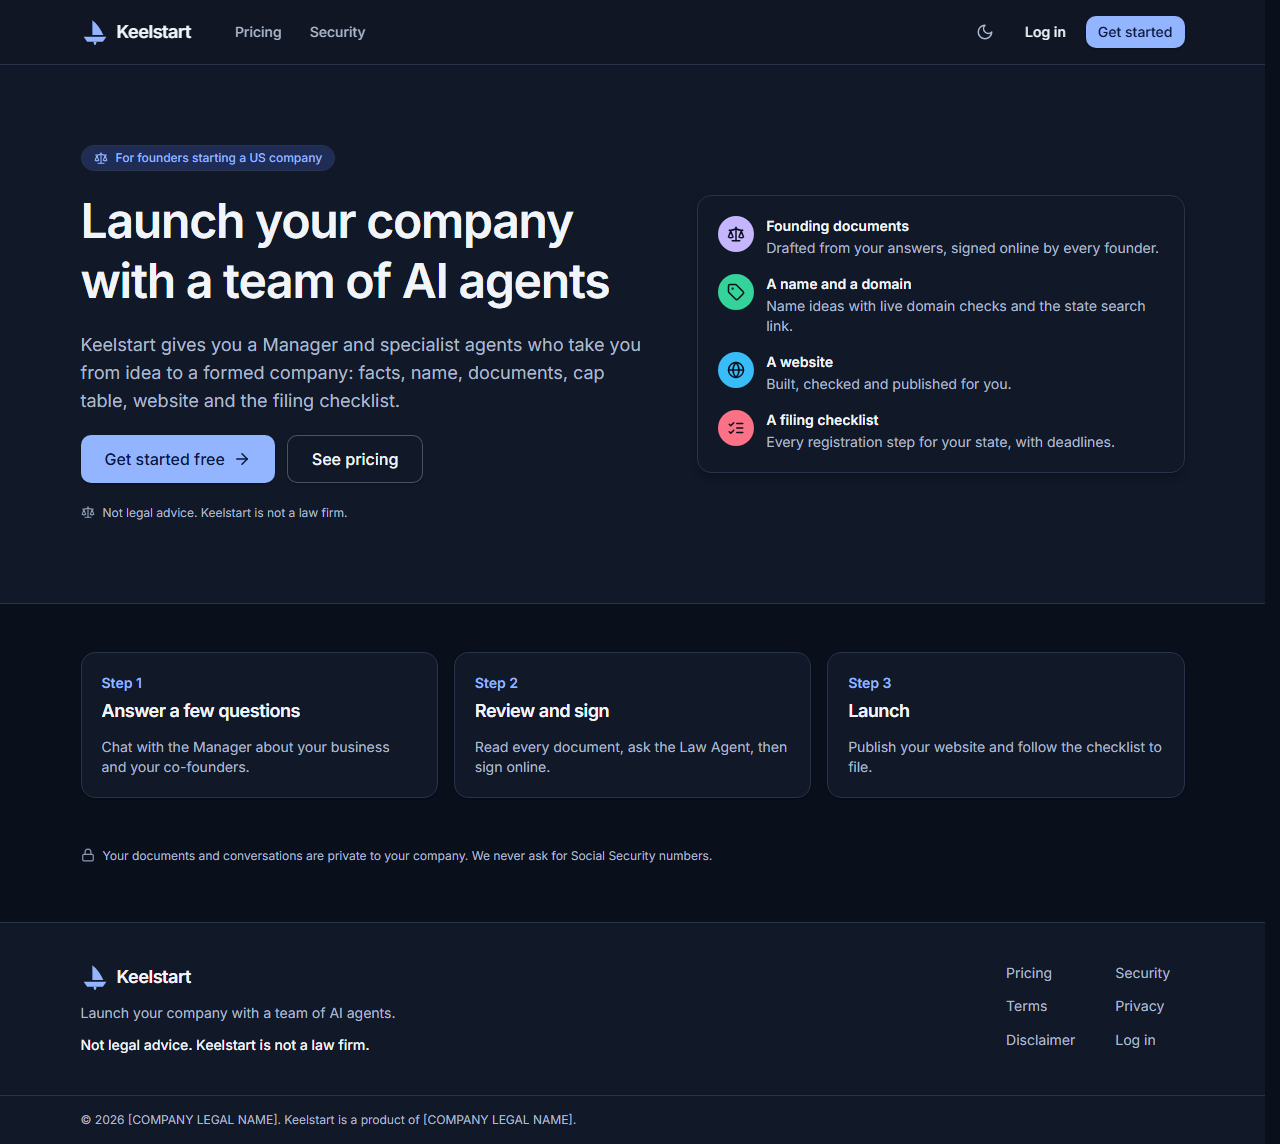 Keelstart
Pricing
Security
Log in
Get started
For founders starting a US company
Launch your company
with a team of AI agents
Keelstart gives you a Manager and specialist agents who take you
from idea to a formed company: facts, name, documents, cap
table, website and the filing checklist.
Get started free
See pricing
Not legal advice. Keelstart is not a law firm.
Founding documents
Drafted from your answers, signed online by every founder.
A name and a domain
Name ideas with live domain checks and the state search
link.
A website
Built, checked and published for you.
A filing checklist
Every registration step for your state, with deadlines.
Step 1
Answer a few questions
Chat with the Manager about your business
and your co-founders.
Step 2
Review and sign
Read every document, ask the Law Agent, then
sign online.
Step 3
Launch
Publish your website and follow the checklist to
file.
Your documents and conversations are private to your company. We never ask for Social Security numbers.
Keelstart
Launch your company with a team of AI agents.
Not legal advice. Keelstart is not a law firm.
Pricing
Security
Terms
Privacy
Disclaimer
Log in
© 2026 [COMPANY LEGAL NAME]. Keelstart is a product of [COMPANY LEGAL NAME].